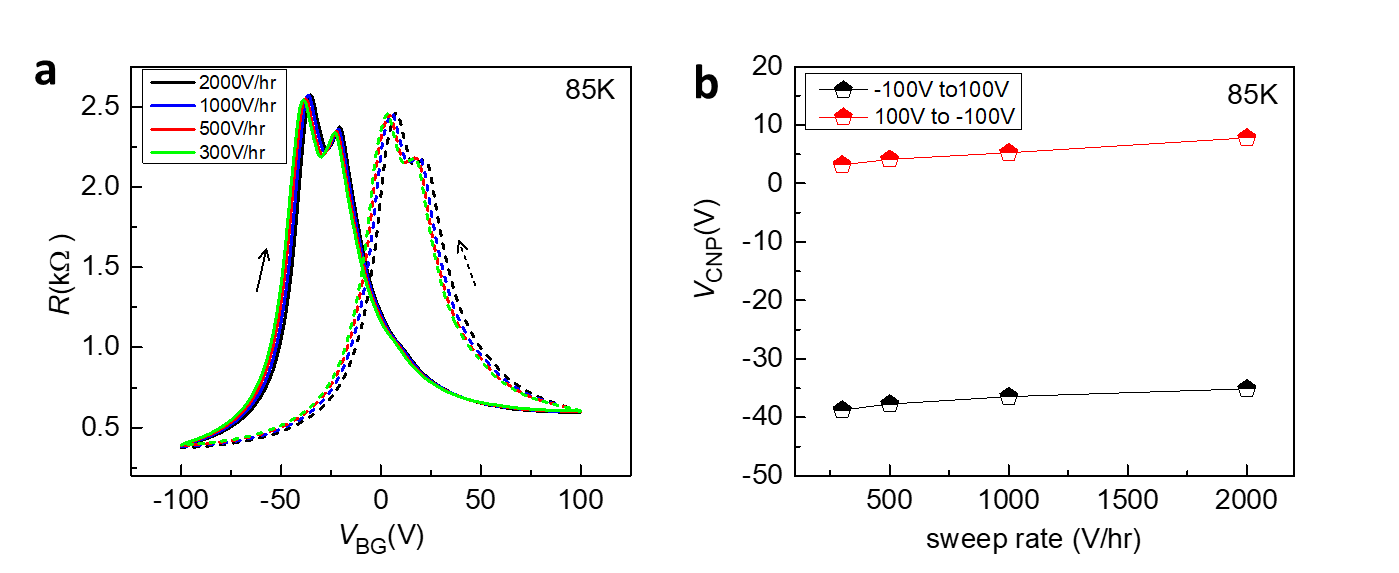 a
2000V/hr
1000V/hr
500V/hr
300V/hr
85K
2.5
2.0
1.5
1.0
0.5
R(kΩ )
-100
-50
0
50
100
VBG(V)
b
-100V to100V
100V to -100V
85K
20
10
0
-10
-20
-30
-40
-50
VCNP(V)
500
1000
1500
2000
sweep rate (V/hr)